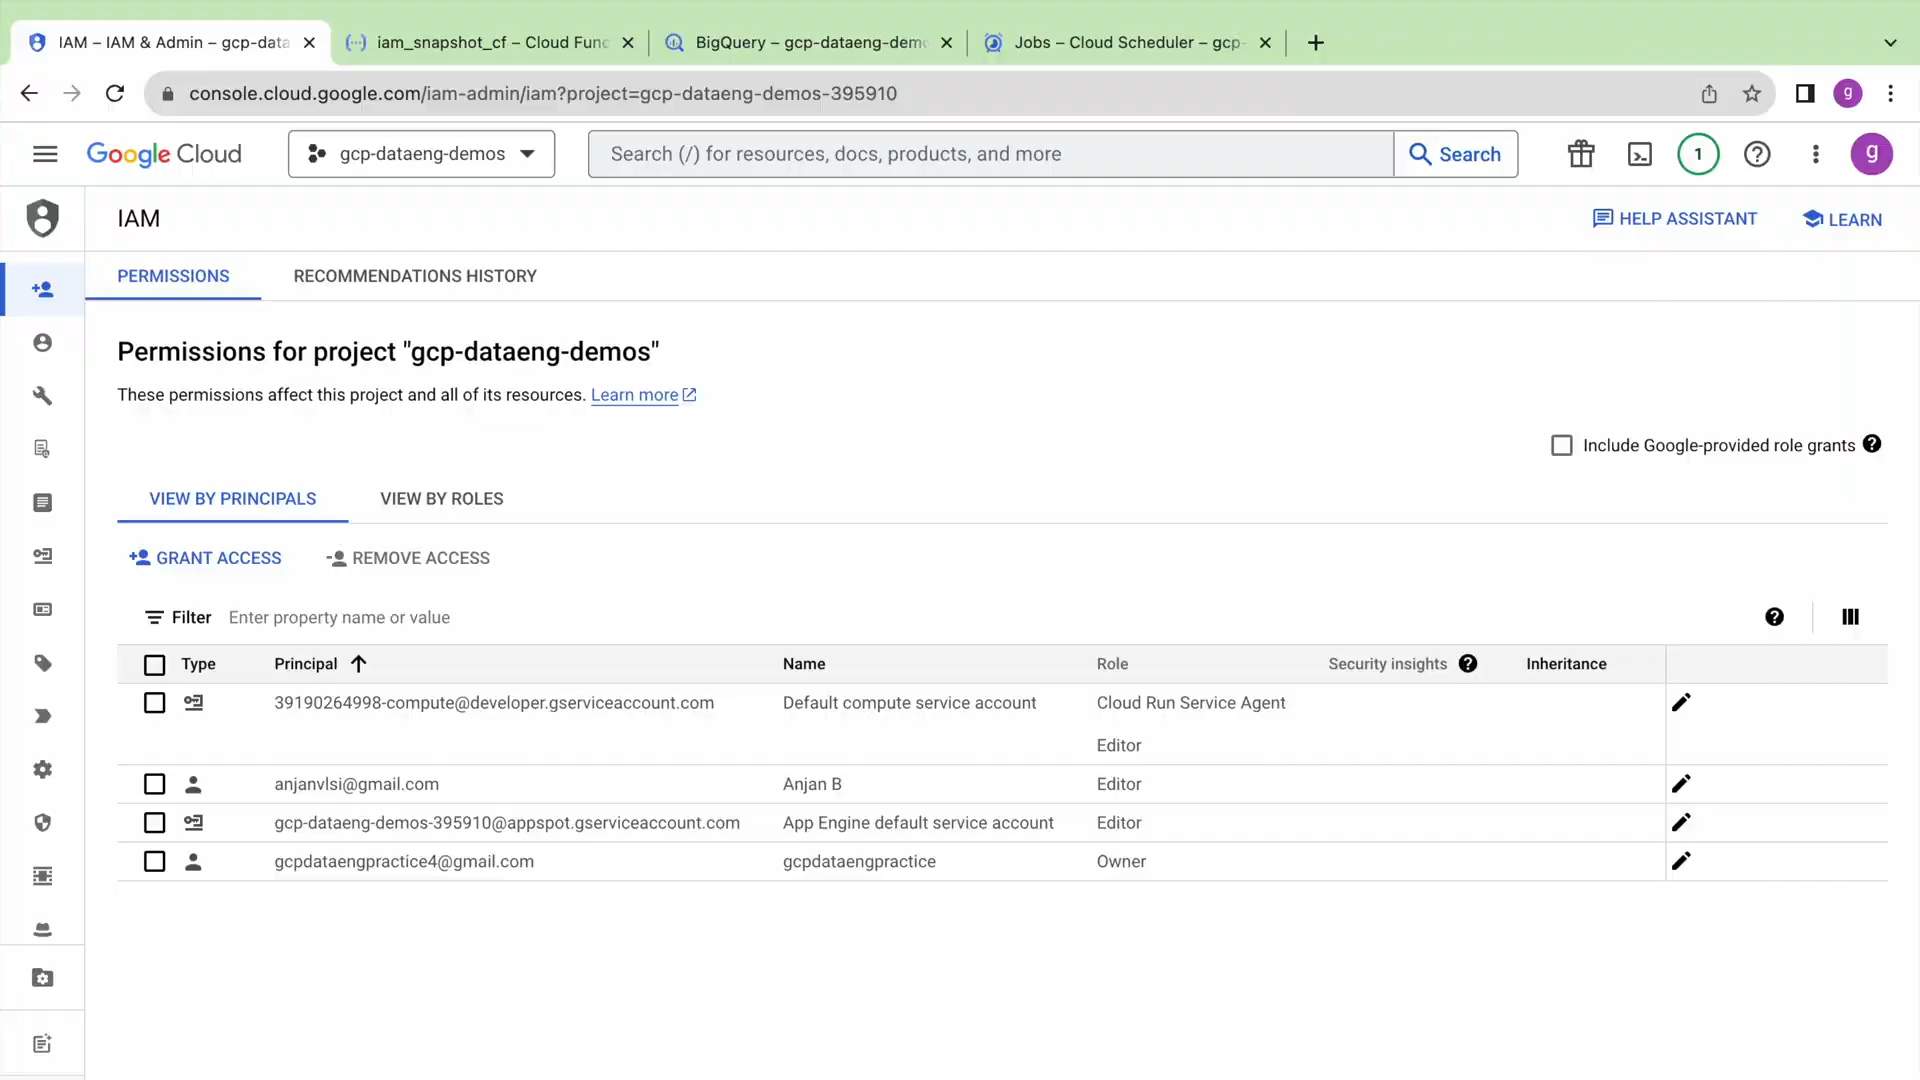 IAM – IAM & Admin – gcp-data
iam_snapshot_cf – Cloud Func
BigQuery – gcp-dataeng-demo
Jobs – Cloud Scheduler – gcp-
console.cloud.google.com/iam-admin/iam?project=gcp-dataeng-demos-395910
g
Google Cloud
gcp-dataeng-demos
Search (/) for resources, docs, products, and more
Search
1
g
IAM
HELP ASSISTANT
LEARN
PERMISSIONS
RECOMMENDATIONS HISTORY
Permissions for project "gcp-dataeng-demos"
These permissions affect this project and all of its resources. Learn more
Include Google-provided role grants
VIEW BY PRINCIPALS
VIEW BY ROLES
GRANT ACCESS
REMOVE ACCESS
Filter Enter property name or value
Type Principal Name Role Security insights Inheritance
39190264998-compute@developer.gserviceaccount.com Default compute service account Cloud Run Service Agent
Editor
anjanvlsi@gmail.com Anjan B Editor
gcp-dataeng-demos-395910@appspot.gserviceaccount.com App Engine default service account Editor
gcpdataengpractice4@gmail.com gcpdataengpractice Owner